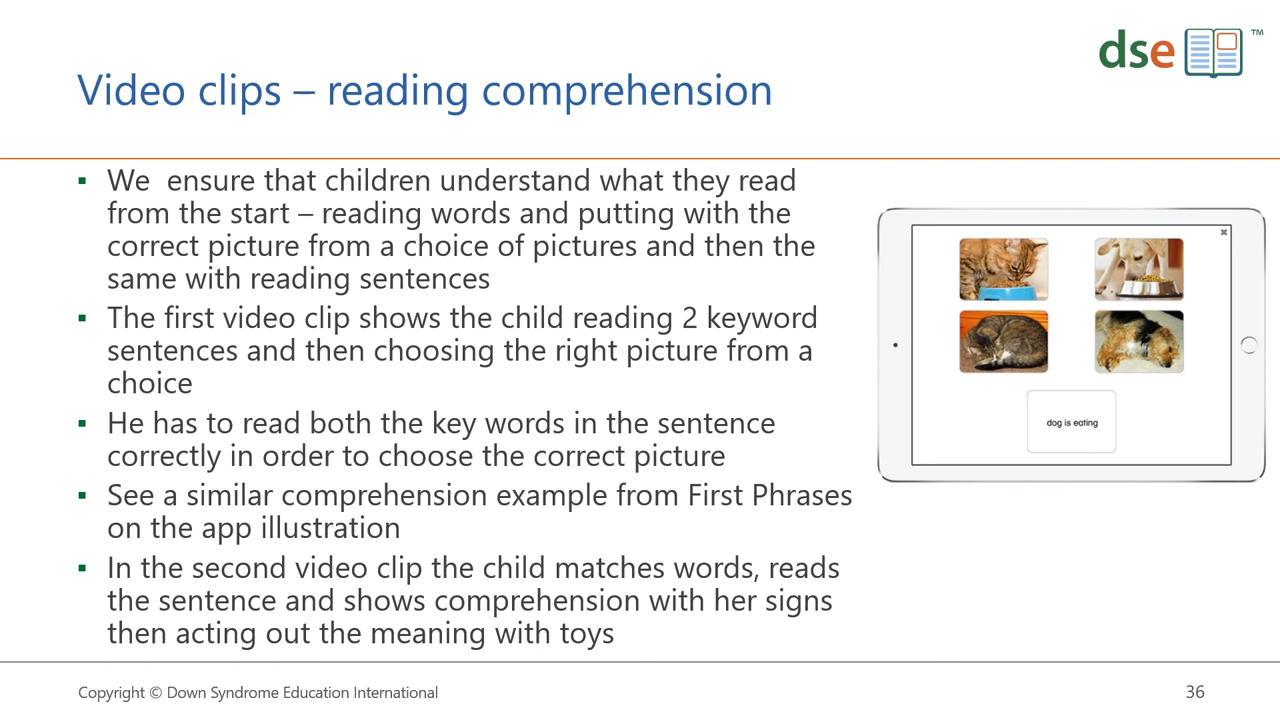 dse ™
Video clips – reading comprehension
▪ We  ensure that children understand what they read
from the start – reading words and putting with the
correct picture from a choice of pictures and then the
same with reading sentences
▪ The first video clip shows the child reading 2 keyword
sentences and then choosing the right picture from a
choice
▪ He has to read both the key words in the sentence
correctly in order to choose the correct picture
▪ See a similar comprehension example from First Phrases
on the app illustration
▪ In the second video clip the child matches words, reads
the sentence and shows comprehension with her signs
then acting out the meaning with toys
dog is eating
Copyright © Down Syndrome Education International
36